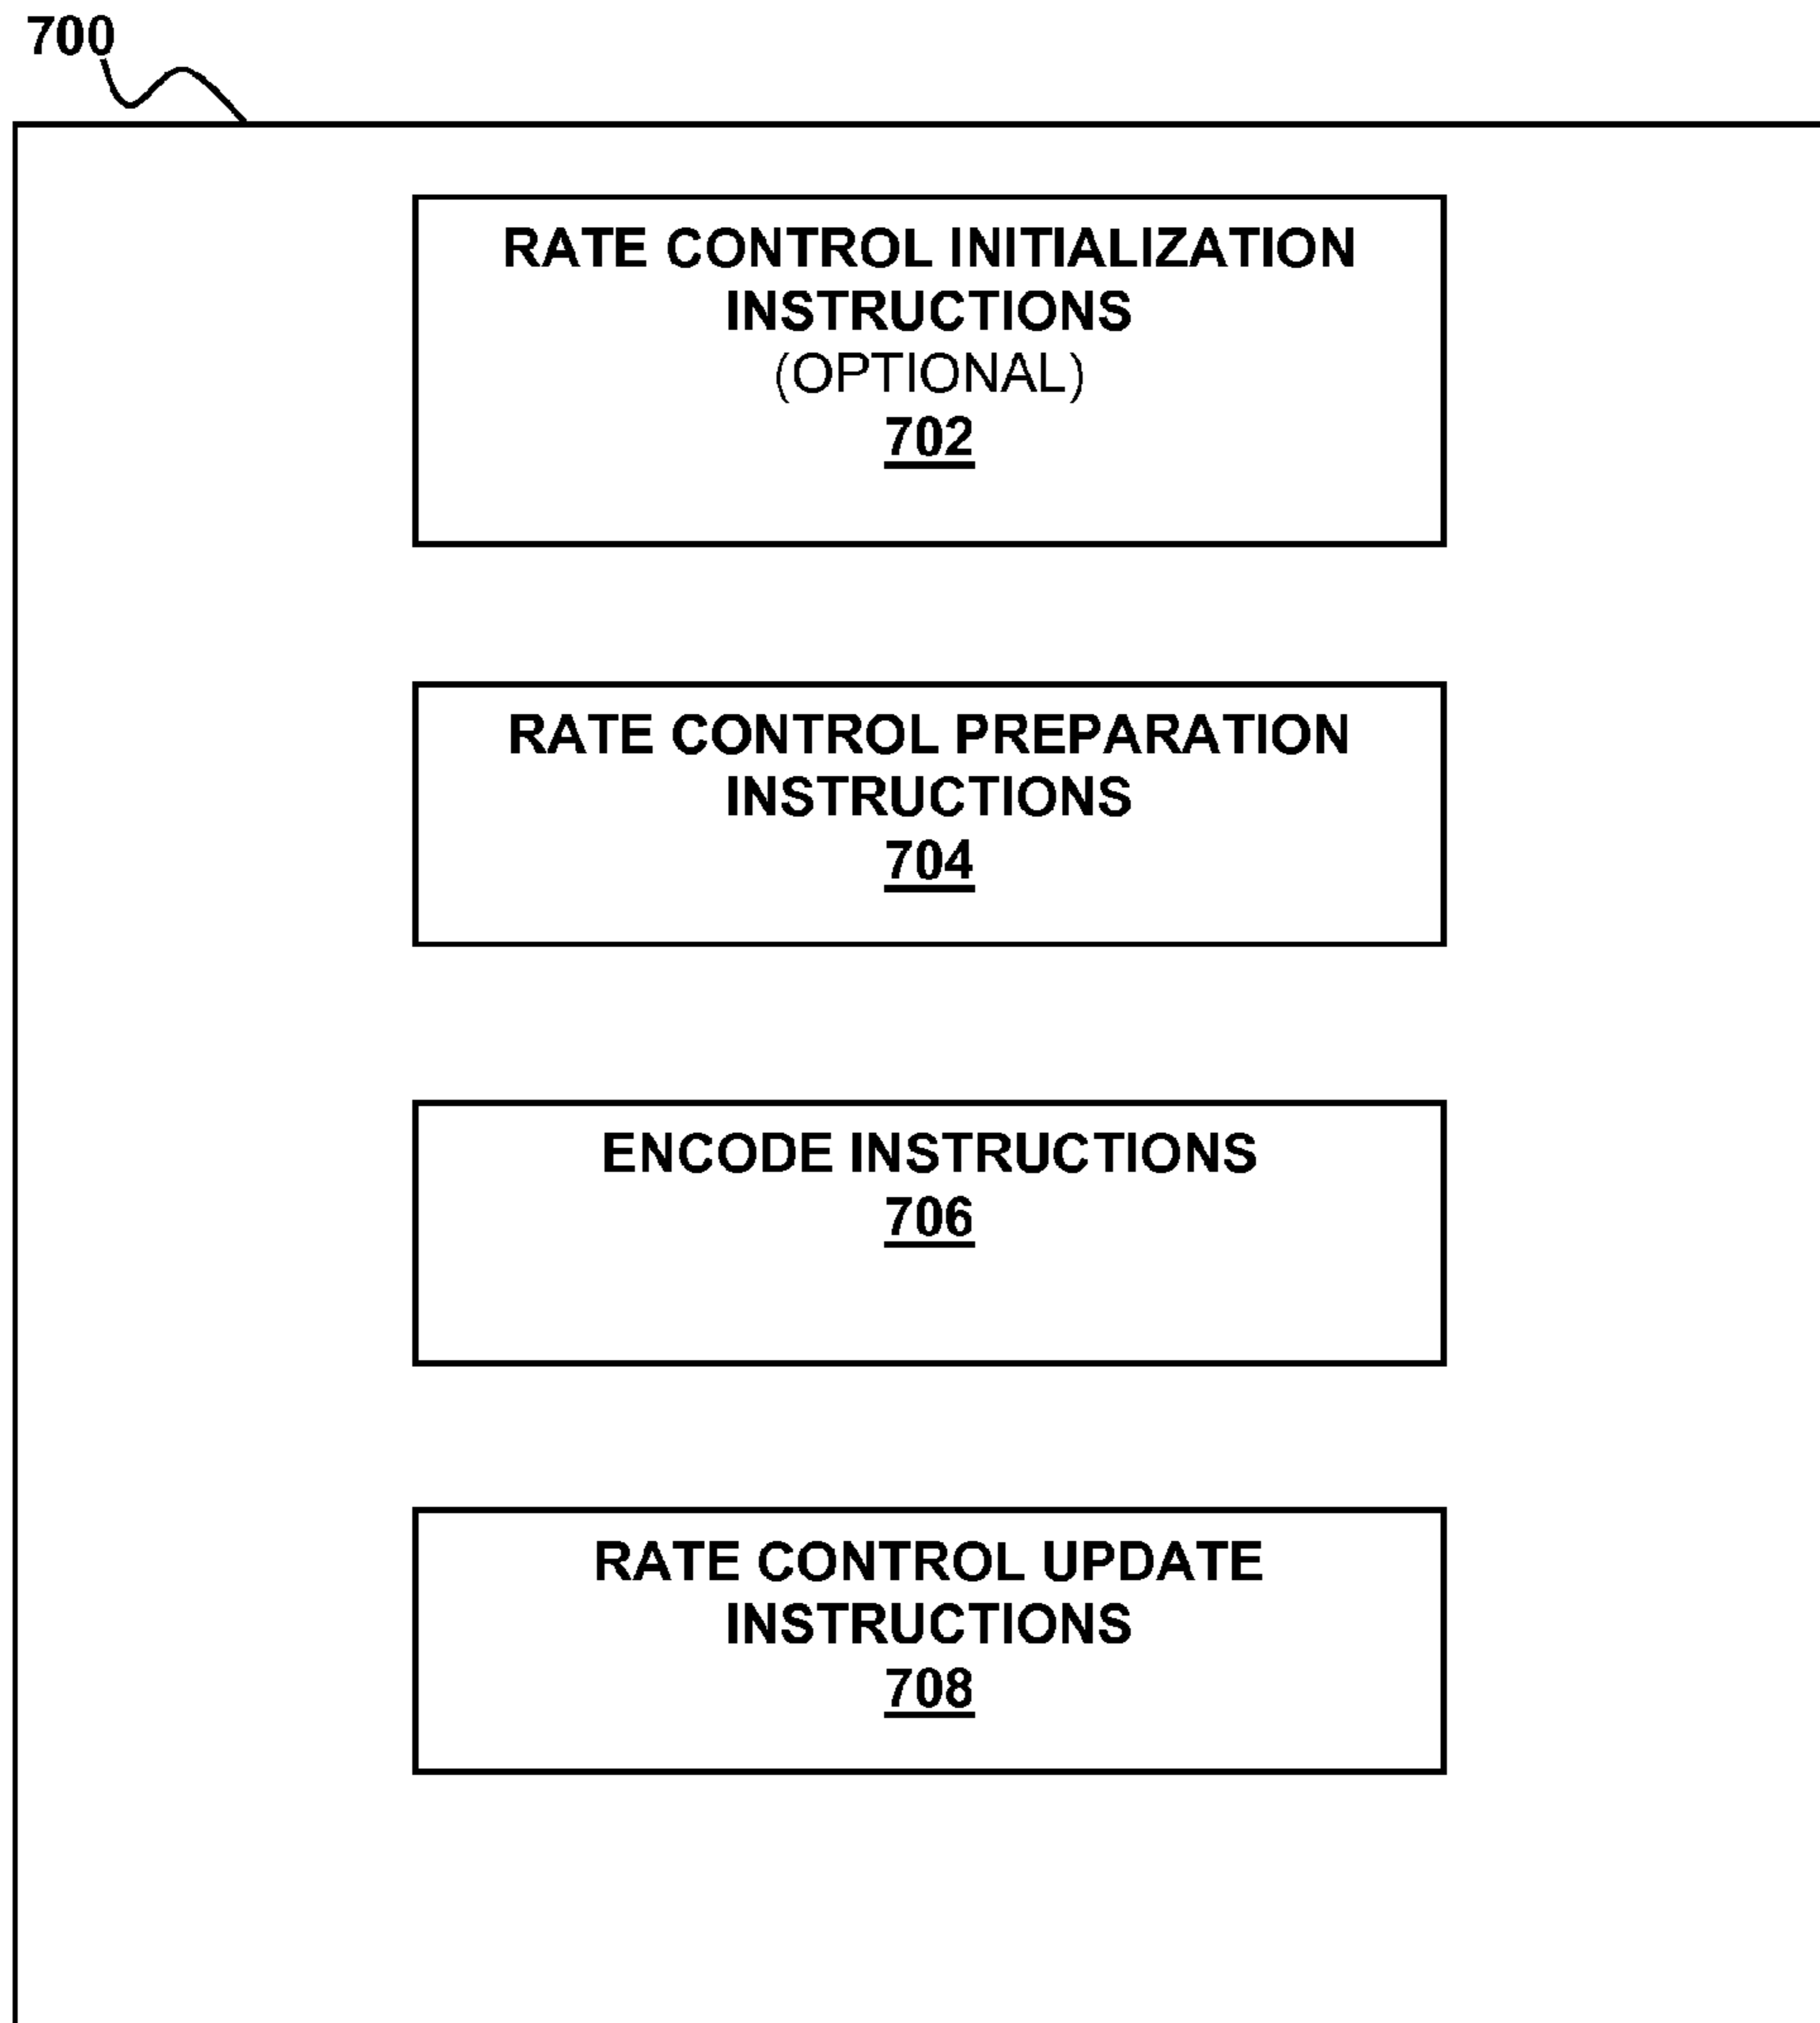 700
RATE CONTROL INITIALIZATION
INSTRUCTIONS
(OPTIONAL)
702
RATE CONTROL PREPARATION
INSTRUCTIONS
704
ENCODE INSTRUCTIONS
706
RATE CONTROL UPDATE
INSTRUCTIONS
708